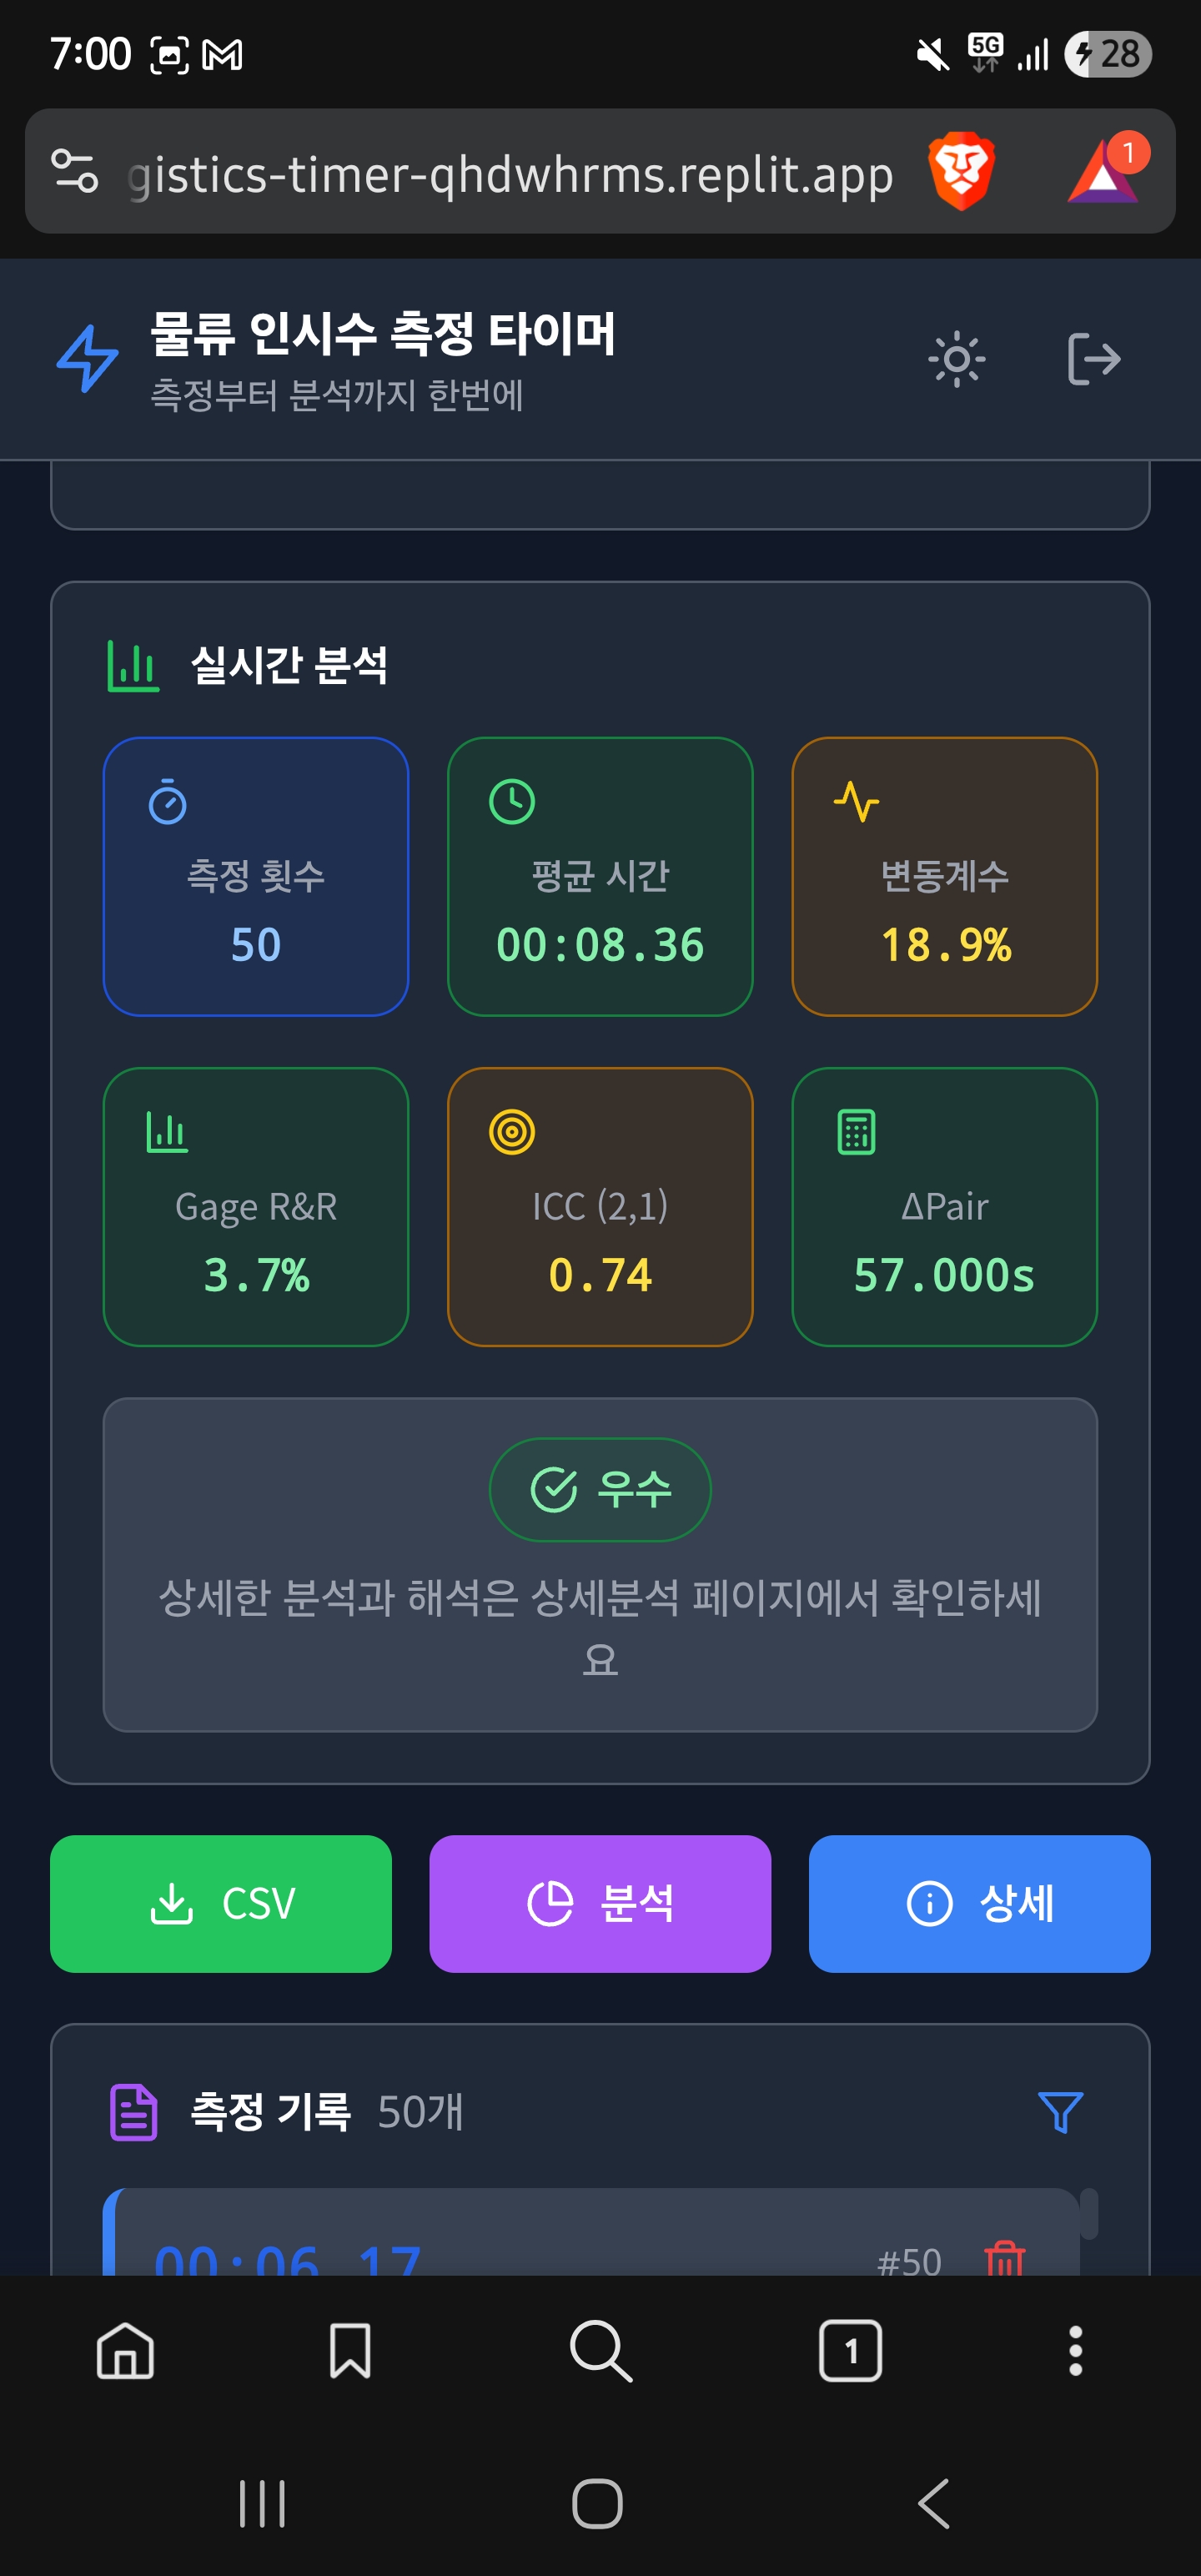 7:00
5G
28
gistics-timer-qhdwhrms.replit.app
1
물류 인시수 측정 타이머
측정부터 분석까지 한번에
실시간 분석
측정 횟수
50
평균 시간
00:08.36
변동계수
18.9%
Gage R&R
3.7%
ICC (2,1)
0.74
ΔPair
57.000s
우수
상세한 분석과 해석은 상세분석 페이지에서 확인하세
요
CSV
분석
상세
측정 기록 50개
00:06.17
#50
1